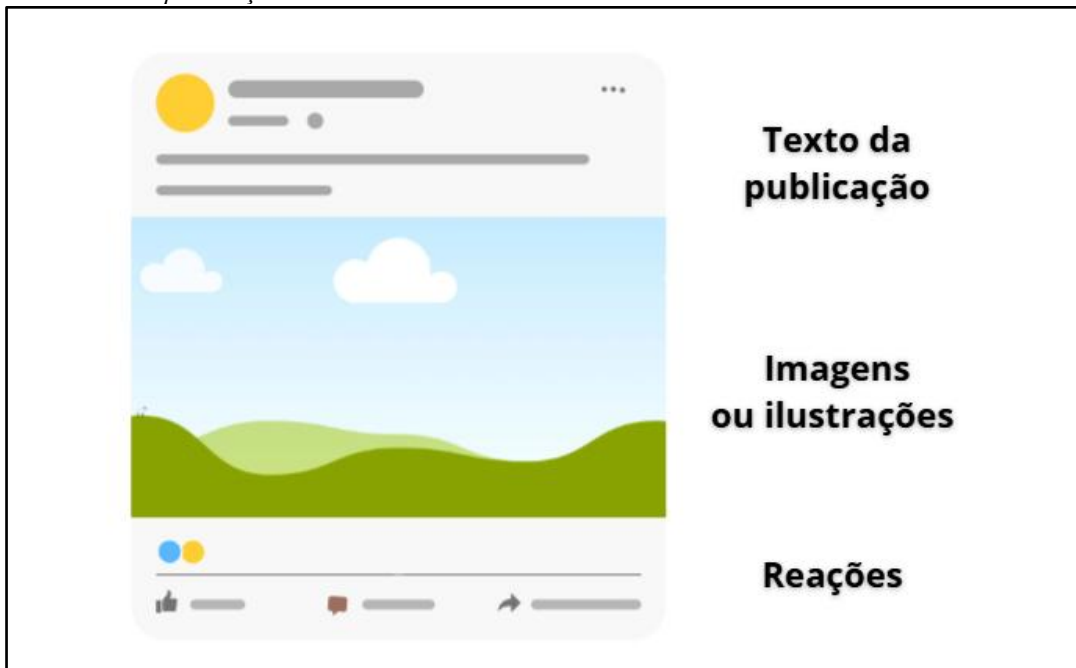 Texto da
publicação
Imagens
ou ilustrações
Reações